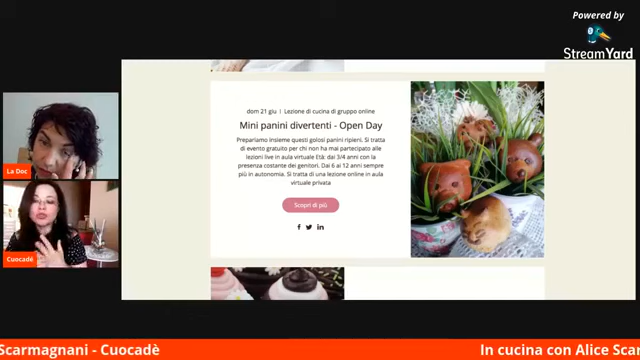 Powered by
StreamYard
dom 21 giu | Lezione di cucina di gruppo online
Mini panini divertenti - Open Day
Prepariamo insieme questi golosi panini ripieni. Si tratta
di evento gratuito per chi non ha mai partecipato alle
lezioni live in aula virtuale Età: dai 3/4 anni con la
presenza costante dei genitori. Dai 6 ai 12 anni sempre
più in autonomia. Si tratta di una lezione online in aula
virtuale privata
Scopri di più
La Doc
Cuocadé
Scarmagnani - Cuocadè
In cucina con Alice Scar